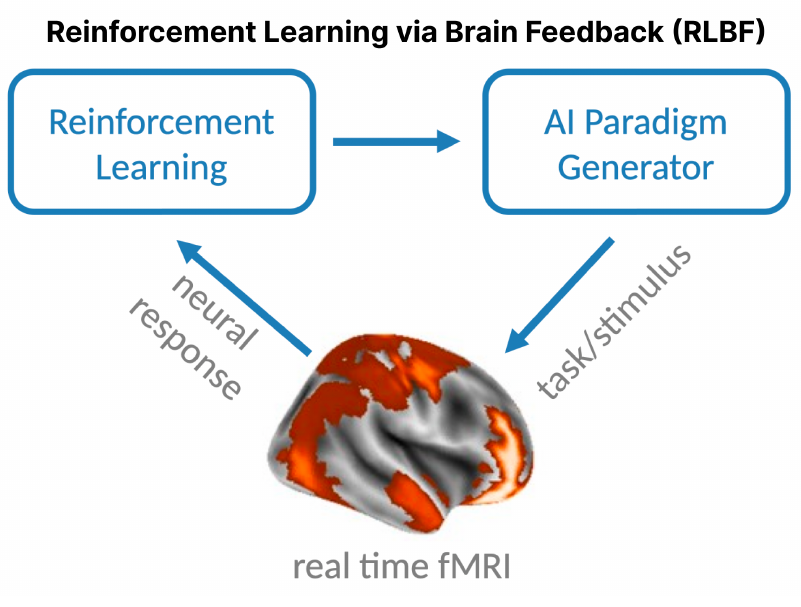 Reinforcement Learning via Brain Feedback (RLBF)
Reinforcement
Learning
AI Paradigm
Generator
neural
response
task/stimulus
real time fMRI